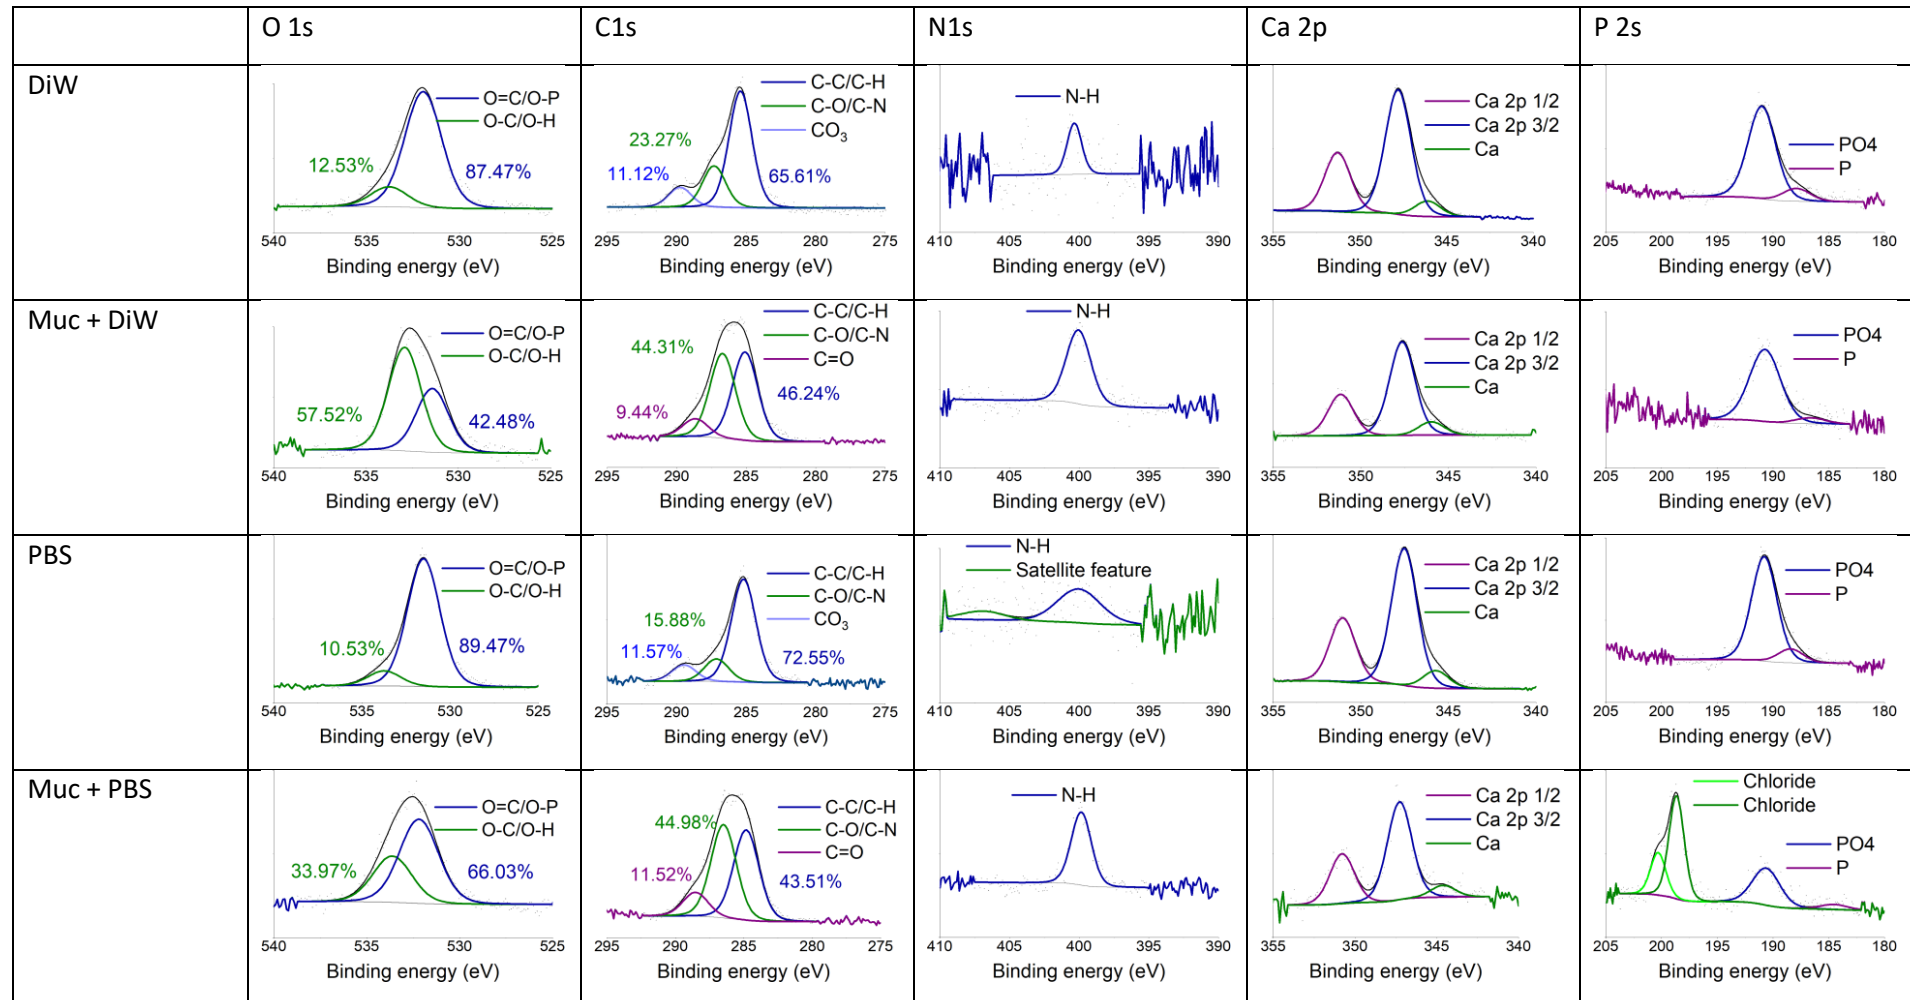 O 1s
C1s
N1s
Ca 2p
P 2s
DiW
O=C/O-P
O-C/O-H
12.53%
87.47%
540 535 530 525
Binding energy (eV)
C-C/C-H
C-O/C-N
CO₃
23.27%
11.12%
65.61%
295 290 285 280 275
Binding energy (eV)
N-H
410 405 400 395 390
Binding energy (eV)
Ca 2p 1/2
Ca 2p 3/2
Ca
355 350 345 340
Binding energy (eV)
PO4
P
205 200 195 190 185 180
Binding energy (eV)
Muc + DiW
O=C/O-P
O-C/O-H
57.52%
42.48%
540 535 530 525
Binding energy (eV)
C-C/C-H
C-O/C-N
C=O
44.31%
46.24%
9.44%
295 290 285 280 275
Binding energy (eV)
N-H
410 405 400 395 390
Binding energy (eV)
Ca 2p 1/2
Ca 2p 3/2
Ca
355 350 345 340
Binding energy (eV)
PO4
P
205 200 195 190 185 180
Binding energy (eV)
PBS
O=C/O-P
O-C/O-H
10.53%
89.47%
540 535 530 525
Binding energy (eV)
C-C/C-H
C-O/C-N
CO₃
15.88%
11.57%
72.55%
295 290 285 280 275
Binding energy (eV)
N-H
Satellite feature
410 405 400 395 390
Binding energy (eV)
Ca 2p 1/2
Ca 2p 3/2
Ca
355 350 345 340
Binding energy (eV)
PO4
P
205 200 195 190 185 180
Binding energy (eV)
Muc + PBS
O=C/O-P
O-C/O-H
33.97%
66.03%
540 535 530 525
Binding energy (eV)
C-C/C-H
C-O/C-N
C=O
44.98%
11.52%
43.51%
295 290 285 280 275
Binding energy (eV)
N-H
410 405 400 395 390
Binding energy (eV)
Ca 2p 1/2
Ca 2p 3/2
Ca
355 350 345 340
Binding energy (eV)
Chloride
Chloride
PO4
P
205 200 195 190 185 180
Binding energy (eV)